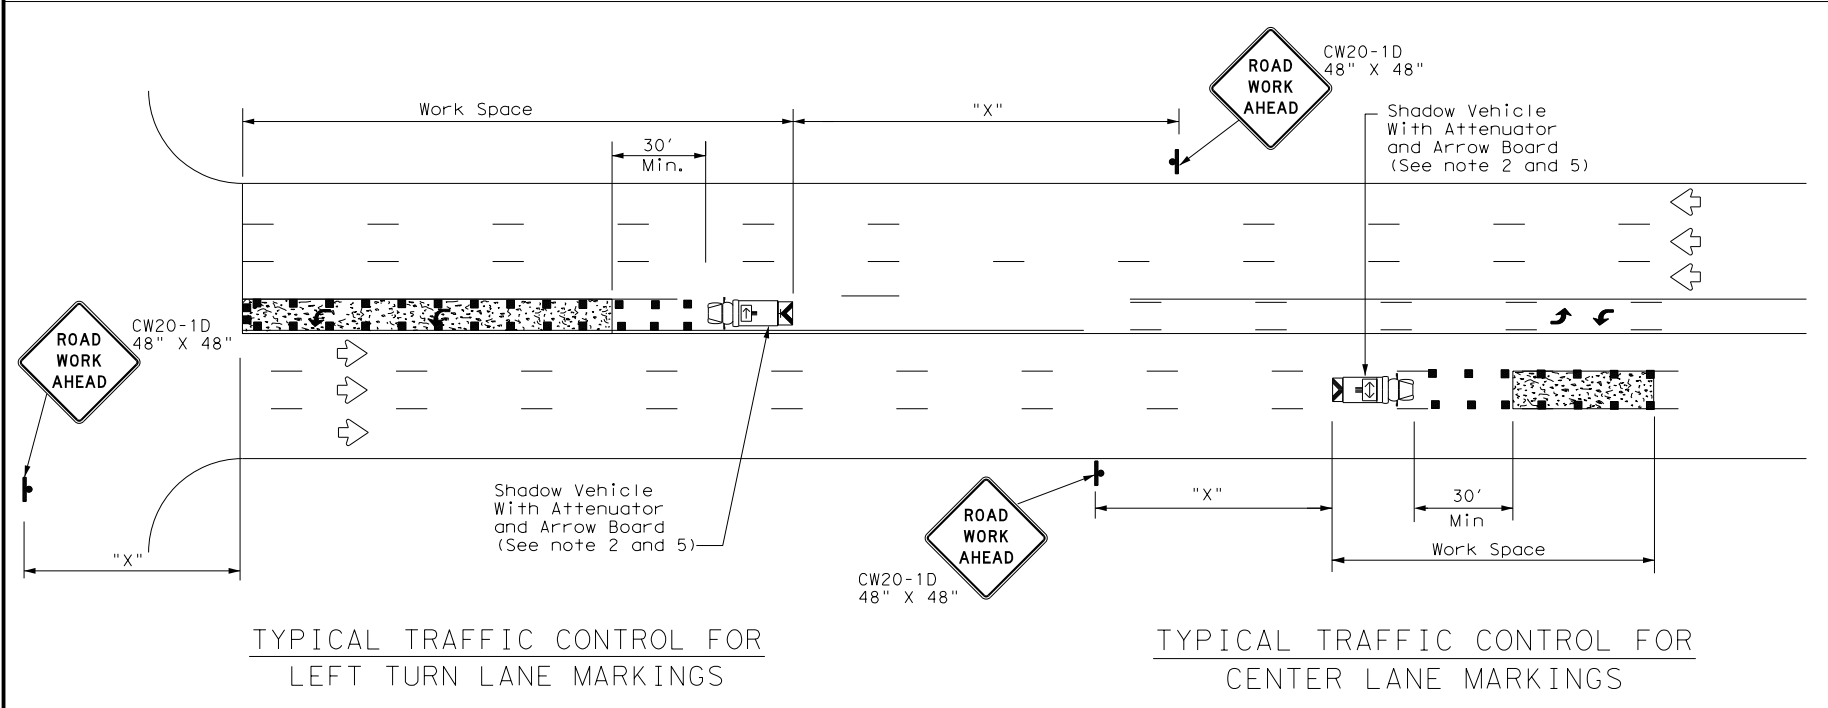 ROAD
WORK
AHEAD
CW20-1D
48" X 48"
Work Space
"X"
30'
Min.
Shadow Vehicle
With Attenuator
and Arrow Board
(See note 2 and 5)
ROAD
WORK
AHEAD
CW20-1D
48" X 48"
Shadow Vehicle
With Attenuator
and Arrow Board
(See note 2 and 5)
"X"
ROAD
WORK
AHEAD
CW20-1D
48" X 48"
"X"
30'
Min
Work Space
TYPICAL TRAFFIC CONTROL FOR
LEFT TURN LANE MARKINGS
TYPICAL TRAFFIC CONTROL FOR
CENTER LANE MARKINGS